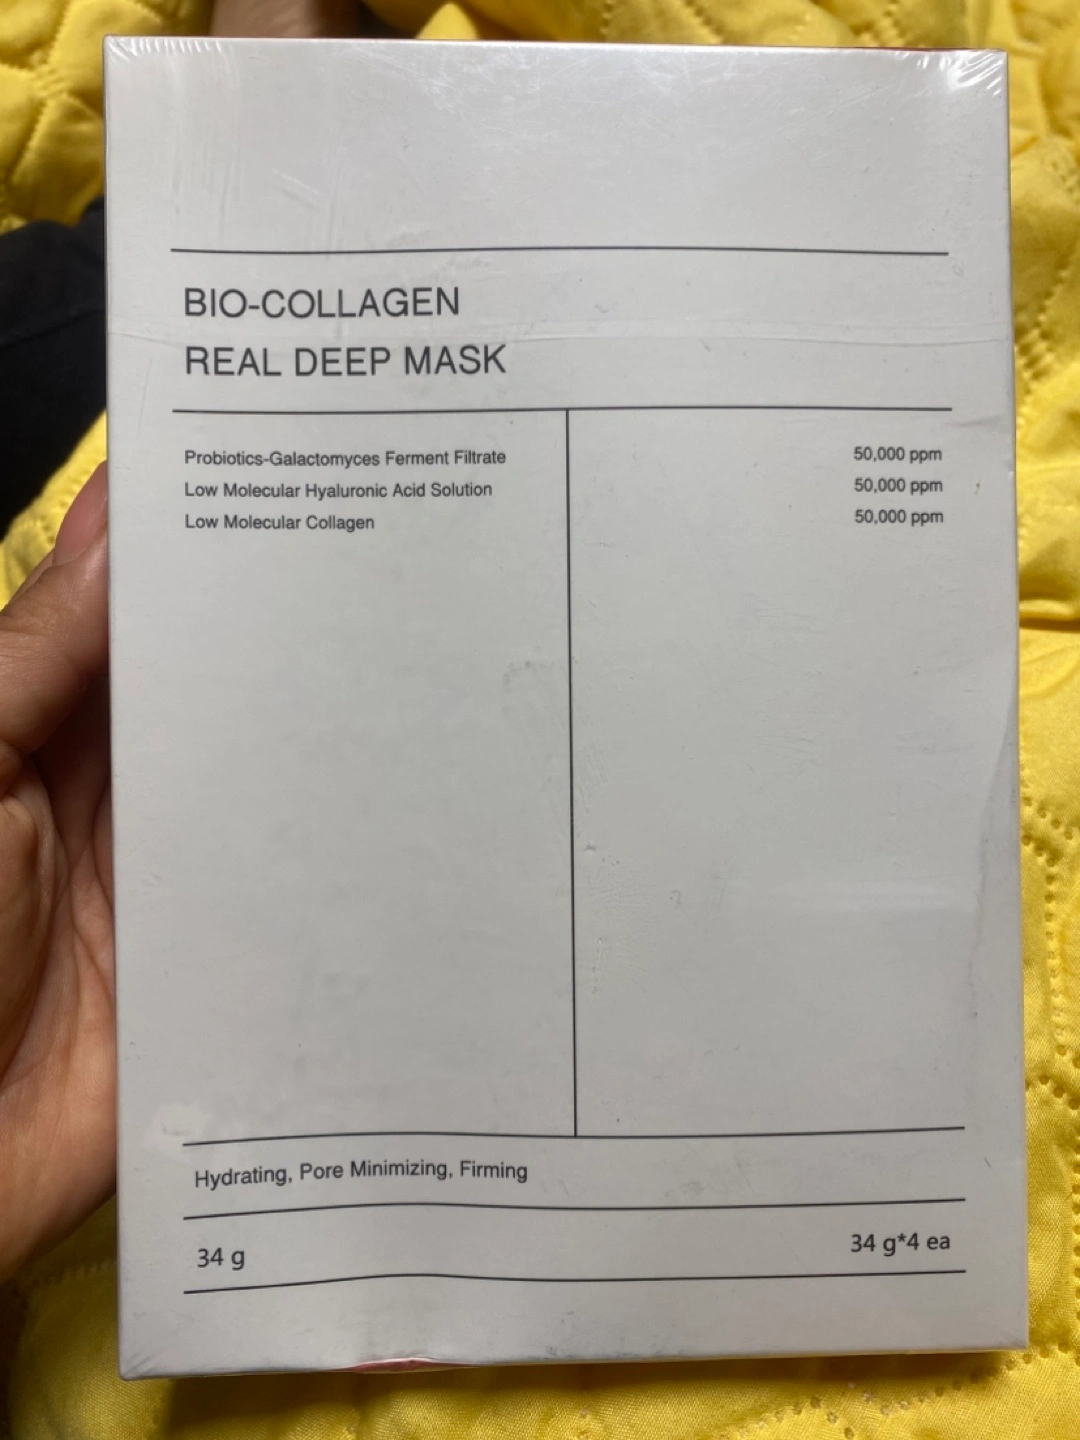 BIO-COLLAGEN
REAL DEEP MASK
Probiotics-Galactomyces Ferment Filtrate 50,000 ppm
Low Molecular Hyaluronic Acid Solution 50,000 ppm
Low Molecular Collagen 50,000 ppm
Hydrating, Pore Minimizing, Firming
34 g 34 g*4 ea